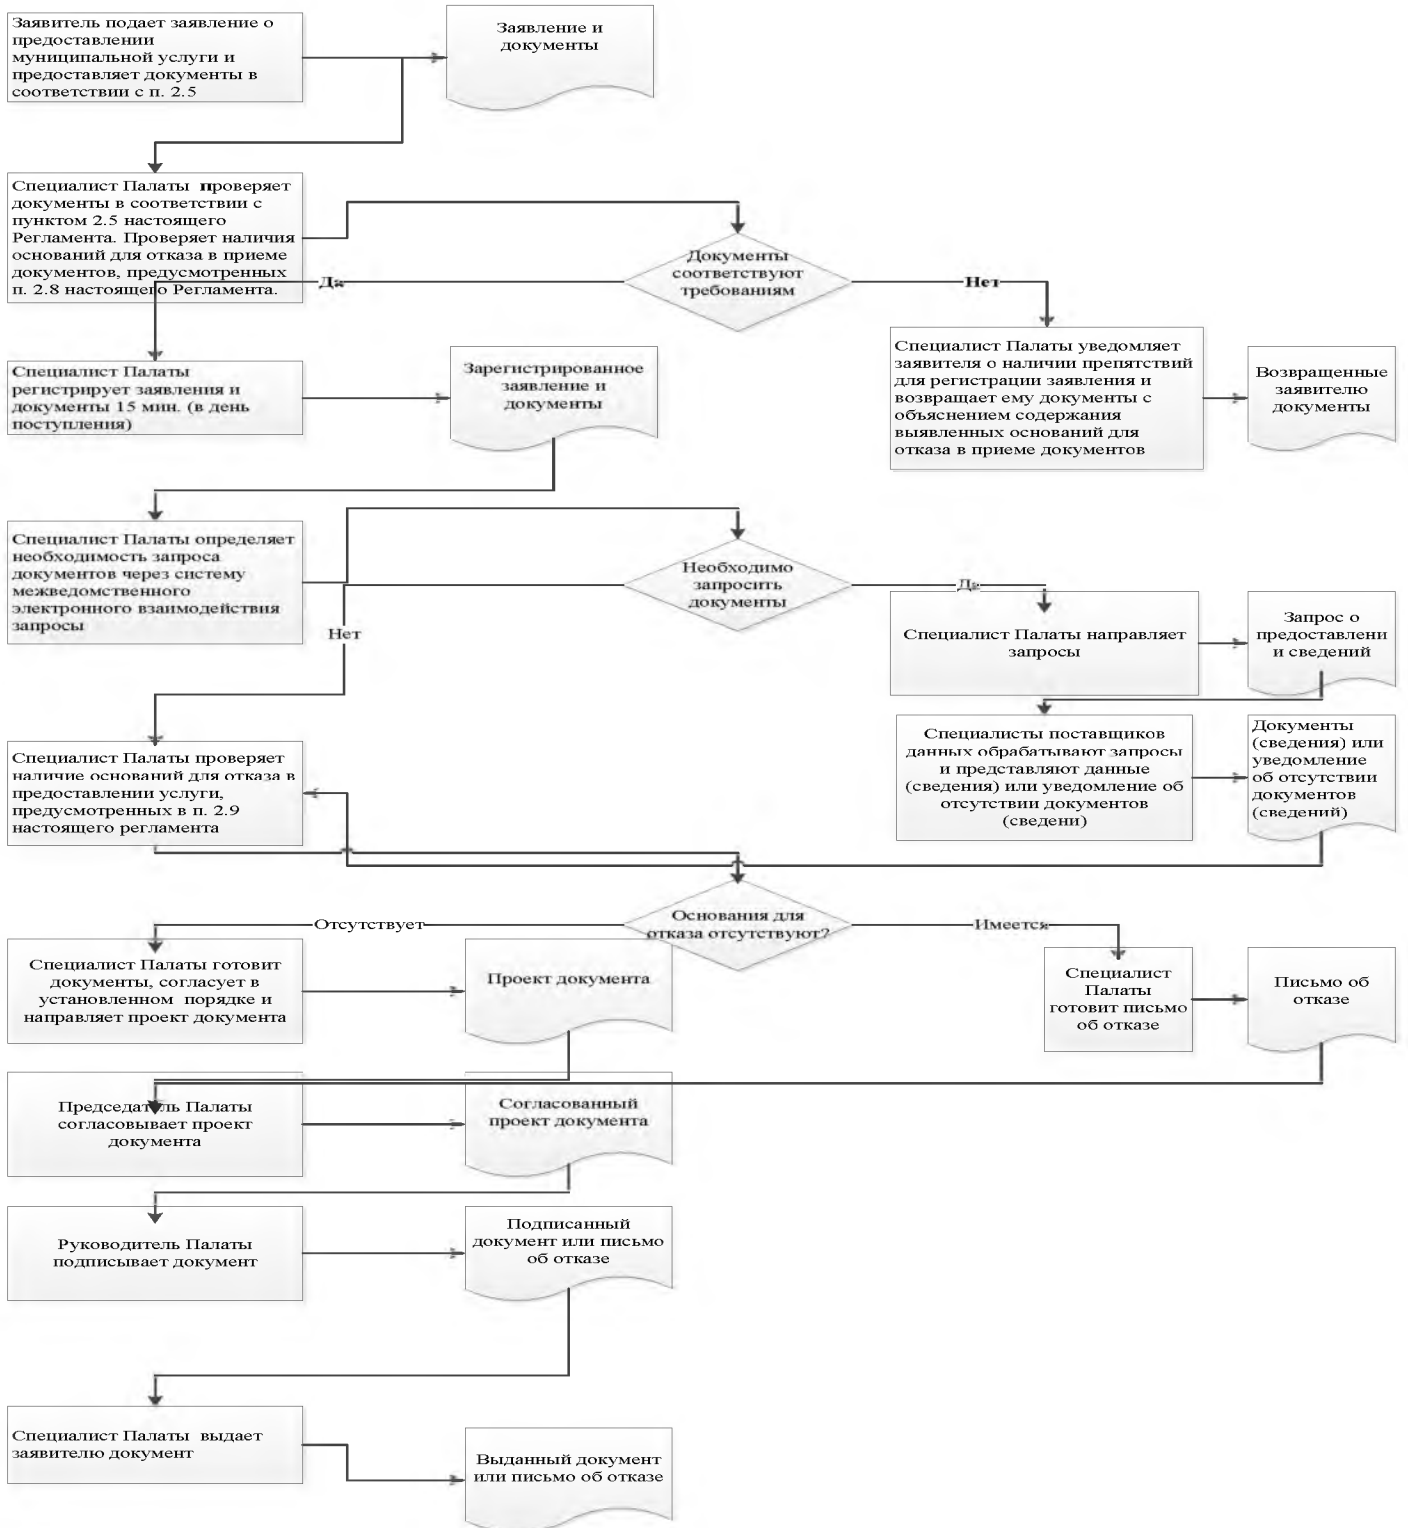 Заявитель подает заявление о
предоставлении
муниципальной услуги и
предоставляет документы в
соответствии с п. 2.5
Заявление и
документы
Специалист Палаты проверяет
документы в соответствии с
пунктом 2.5 настоящего
Регламента. Проверяет наличия
оснований для отказа в приеме
документов, предусмотренных
п. 2.8 настоящего Регламента.
Документы
соответствуют
требованиям
Да
Нет
Специалист Палаты
регистрирует заявления и
документы 15 мин. (в день
поступления)
Зарегистрированное
заявление и
документы
Специалист Палаты уведомляет
заявителя о наличии препятствий
для регистрации заявления и
возвращает ему документы с
объяснением содержания
выявленных оснований для
отказа в приеме документов
Возвращенные
заявителю
документы
Специалист Палаты определяет
необходимость запроса
документов через систему
межведомственного
электронного взаимодействия
запросы
Необходимо
запросить
документы
Да
Нет
Специалист Палаты направляет
запросы
Запрос о
предоставлени
и сведений
Специалисты поставщиков
данных обрабатывают запросы
и представляют данные
(сведения) или уведомление об
отсутствии документов
(сведени)
Документы
(сведения) или
уведомление
об отсутствии
документов
(сведений)
Специалист Палаты проверяет
наличие оснований для отказа в
предоставлении услуги,
предусмотренных в п. 2.9
настоящего регламента
Основания для
отказа отсутствуют?
Отсутствует
Имеется
Специалист Палаты готовит
документы, согласует в
установленном порядке и
направляет проект документа
Проект документа
Специалист
Палаты
готовит письмо
об отказе
Письмо об
отказе
Председатель Палаты
согласовывает проект
документа
Согласованный
проект документа
Руководитель Палаты
подписывает документ
Подписанный
документ или письмо
об отказе
Специалист Палаты выдает
заявителю документ
Выданный документ
или письмо об отказе